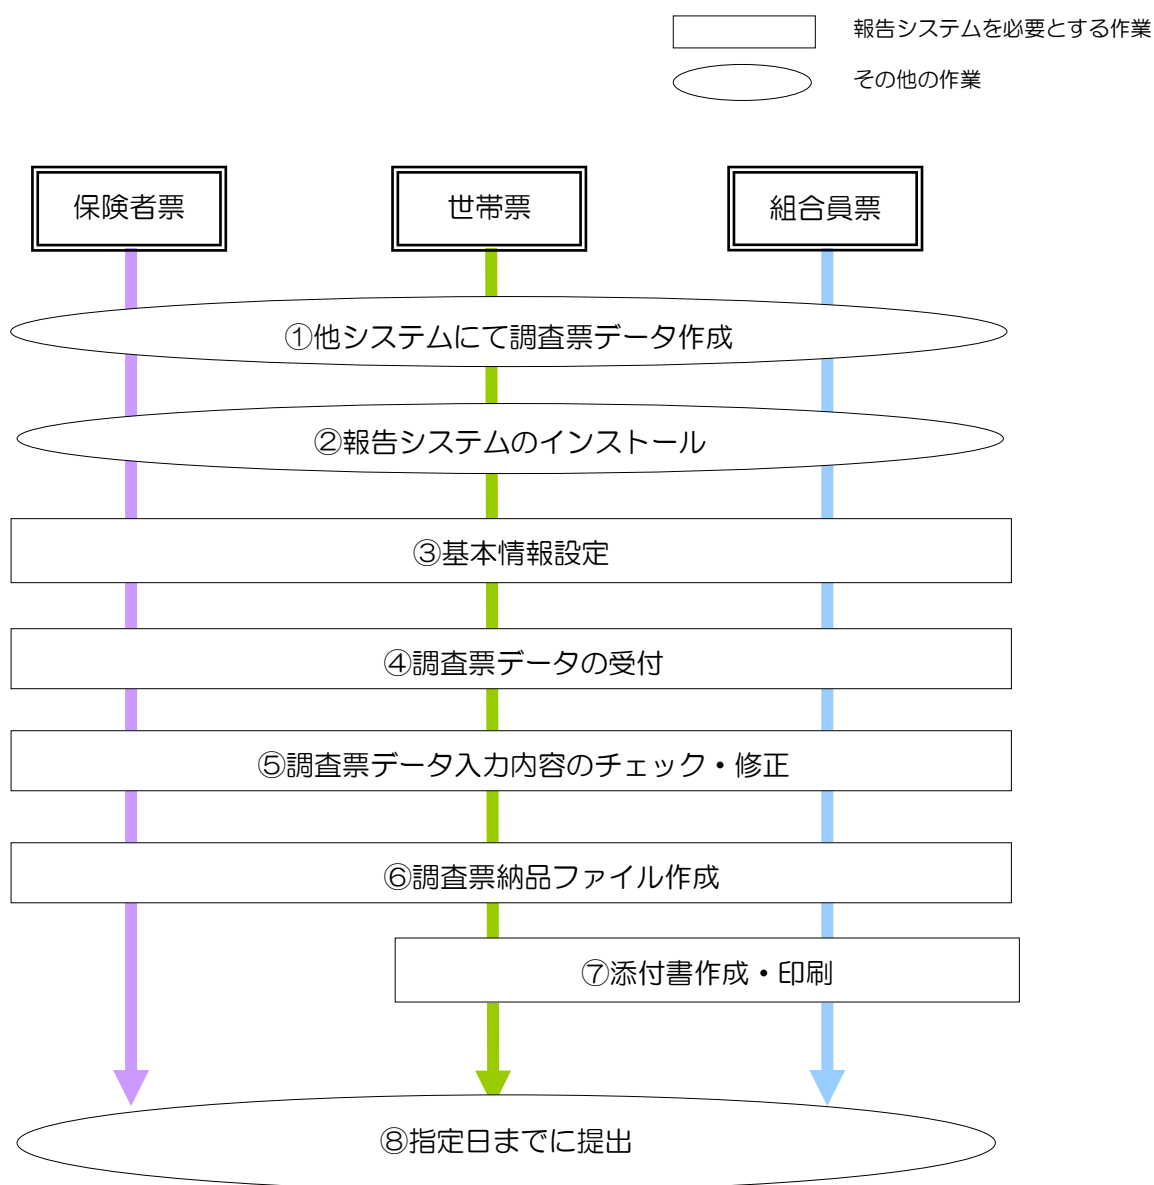 報告システムを必要とする作業
その他の作業
保険者票
世帯票
組合員票
①他システムにて調査票データ作成
②報告システムのインストール
③基本情報設定
④調査票データの受付
⑤調査票データ入力内容のチェック・修正
⑥調査票納品ファイル作成
⑦添付書作成・印刷
⑧指定日までに提出